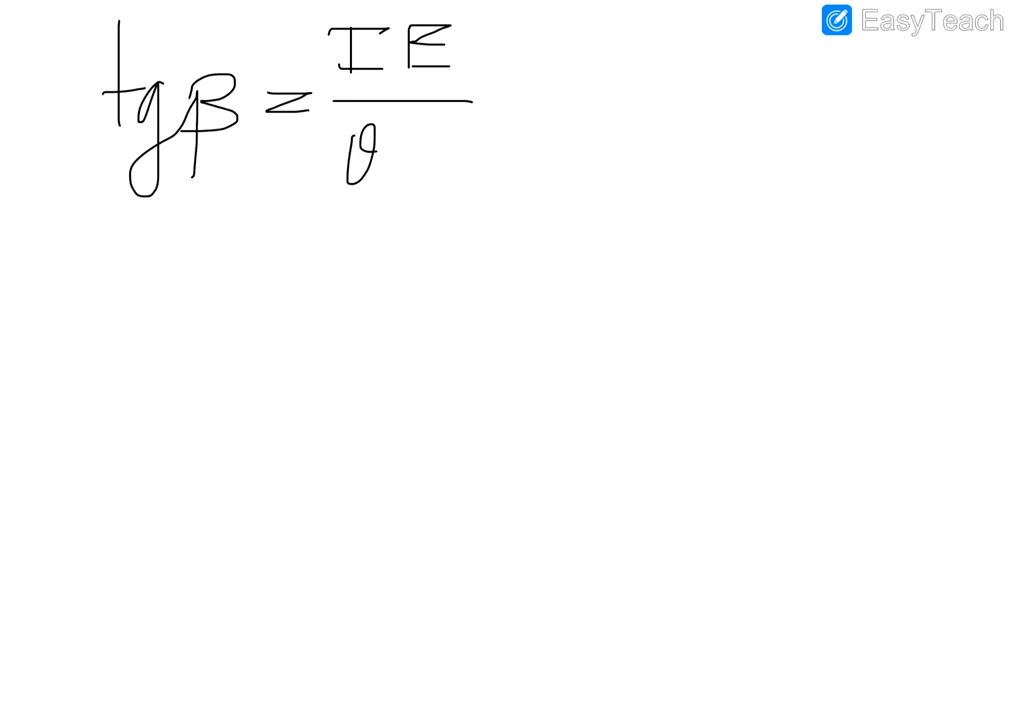 EasyTeach
tgβ = IE